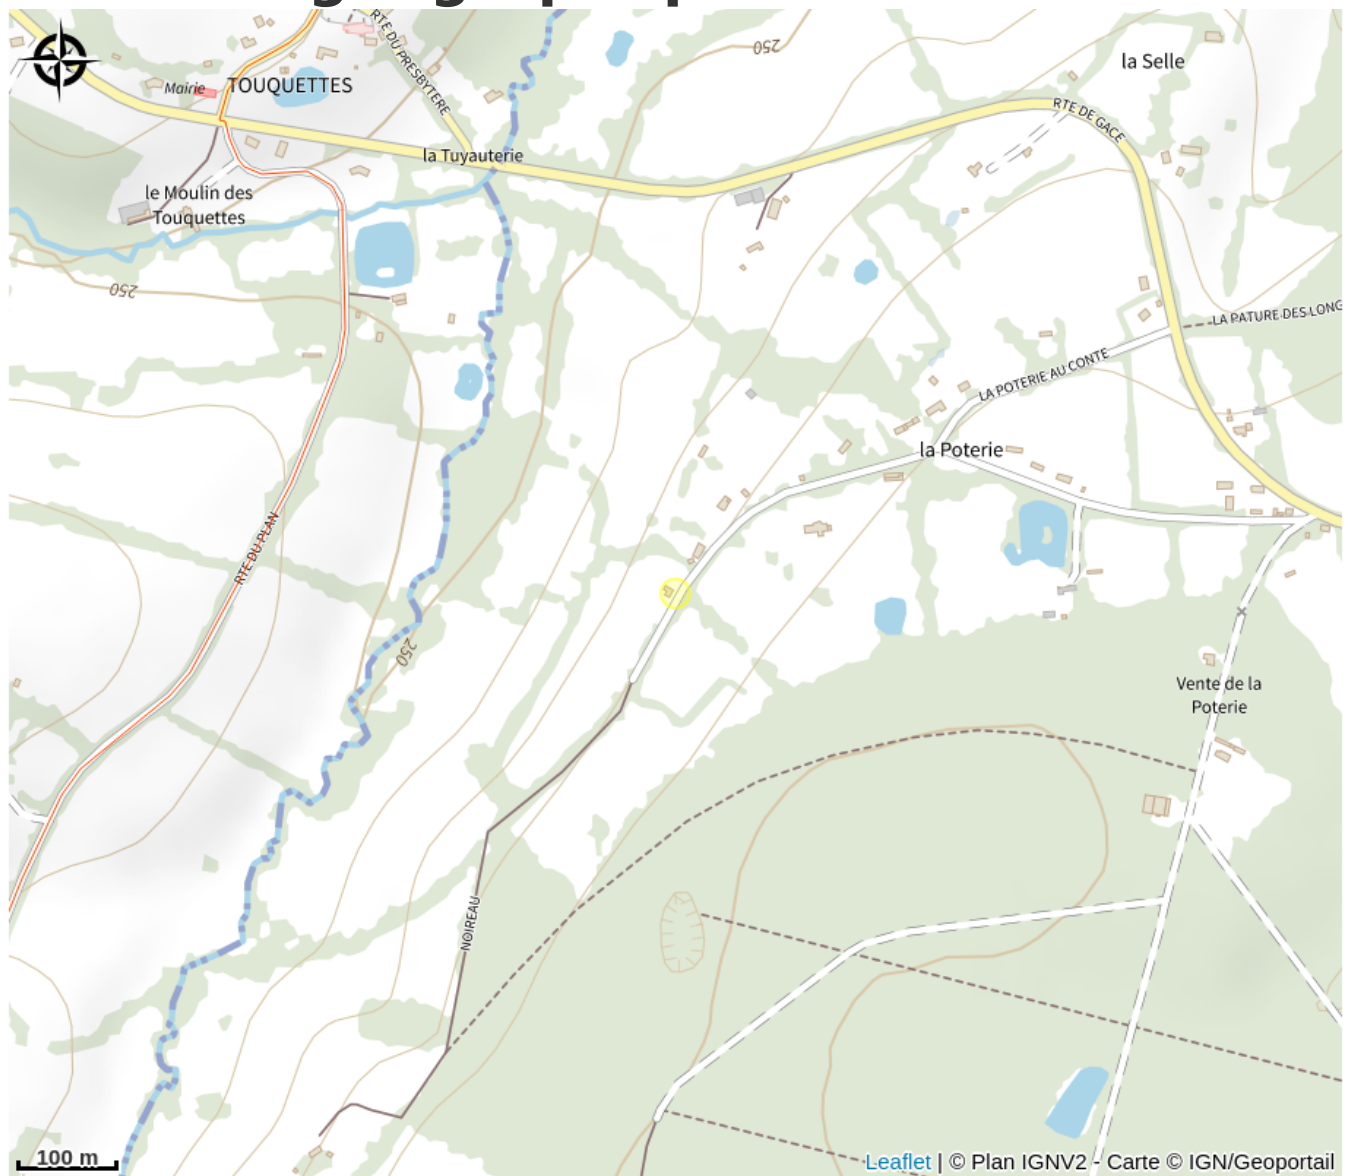 250
la Selle
RTE DU PRESBYTERE
Mairie
TOUQUETTES
RTE DE GACE
la Tuyauterie
le Moulin des
Touquettes
250
LA PATURE DES LONG
LA POTERIE AU CONTE
la Poterie
RTE DU PLAN
250
Vente de la
Poterie
NOIREAU
100 m
Leaflet | © Plan IGNV2 - Carte © IGN/Geoportail